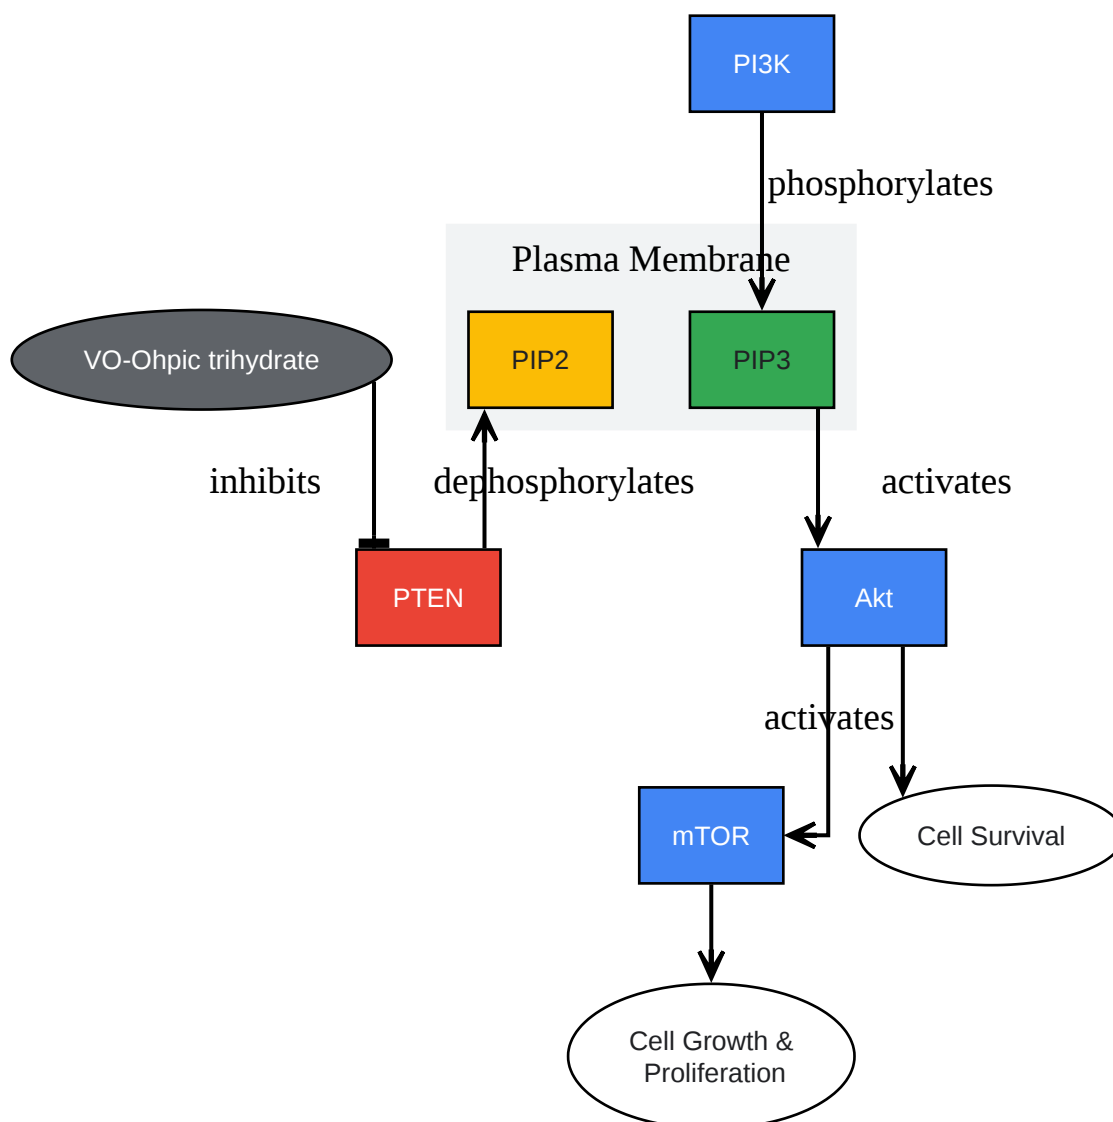 PI3K
phosphorylates
Plasma Membrane
VO-Ohpic trihydrate
PIP2
PIP3
inhibits
dephosphorylates
activates
PTEN
Akt
activates
mTOR
Cell Survival
Cell Growth &
Proliferation